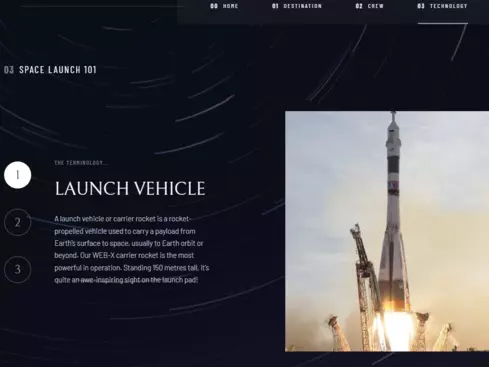 00 HOME 01 DESTINATION 02 CREW 03 TECHNOLOGY
03 SPACE LAUNCH 101
THE TERMINOLOGY...
1
LAUNCH VEHICLE
2
A launch vehicle or carrier rocket is a rocket-
propelled vehicle used to carry a payload from
Earth's surface to space, usually to Earth orbit or
beyond. Our WEB-X carrier rocket is the most
powerful in operation. Standing 150 metres tall, it's
quite an awe-inspiring sight on the launch pad!
3